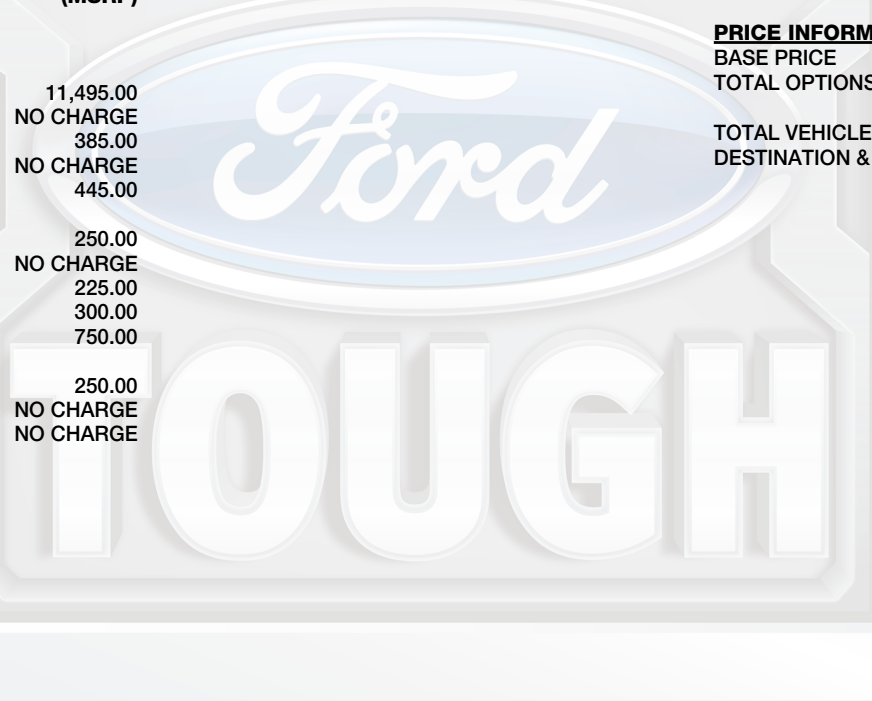 (MSRP)
11,495.00
NO CHARGE
385.00
NO CHARGE
445.00
250.00
NO CHARGE
225.00
300.00
750.00
250.00
NO CHARGE
NO CHARGE
PRICE INFORM
BASE PRICE
TOTAL OPTIONS
TOTAL VEHICLE
DESTINATION &
Ford
TOUGH